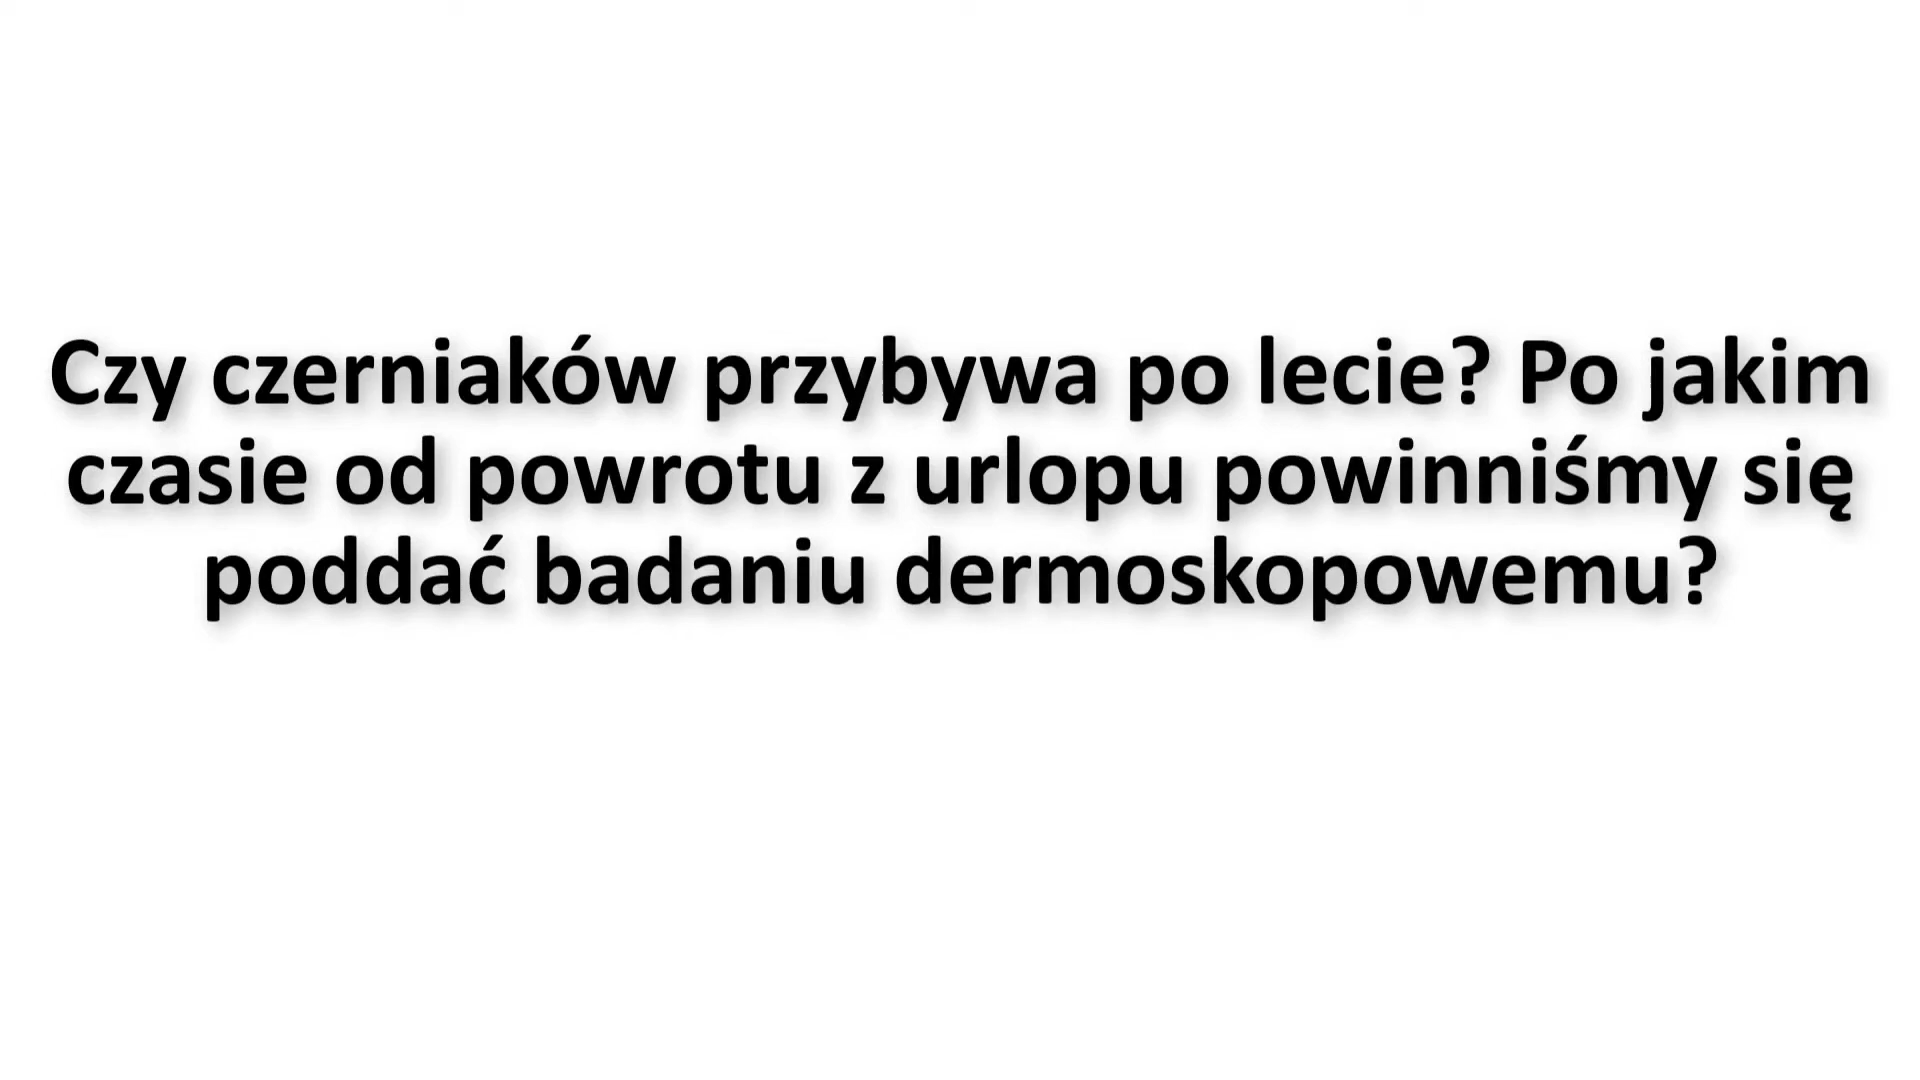 Czy czerniaków przybywa po lecie? Po jakim
czasie od powrotu z urlopu powinniśmy się
poddać badaniu dermoskopowemu?